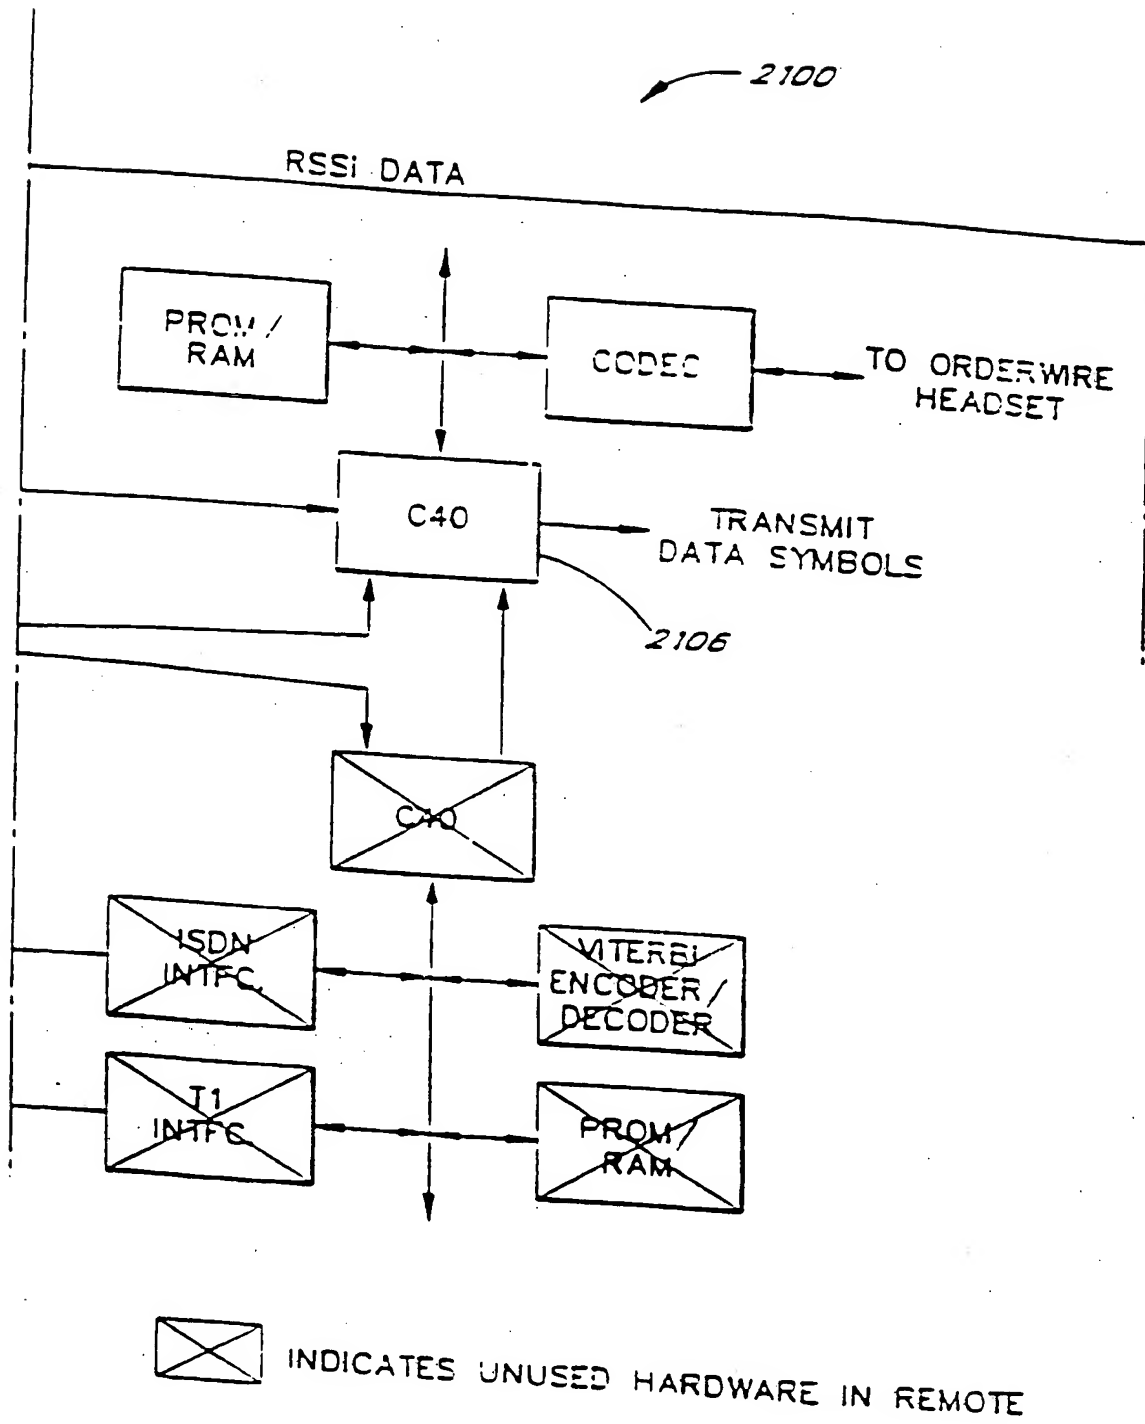 2100
RSSI DATA
PROM/
RAM
CODEC
TO ORDERWIRE
HEADSET
C40
TRANSMIT
DATA SYMBOLS
2106
C40
ISDN
INTFC.
VITERBI
ENCODER/
DECODER
T1
INTFC.
PROM/
RAM
INDICATES UNUSED HARDWARE IN REMOTE